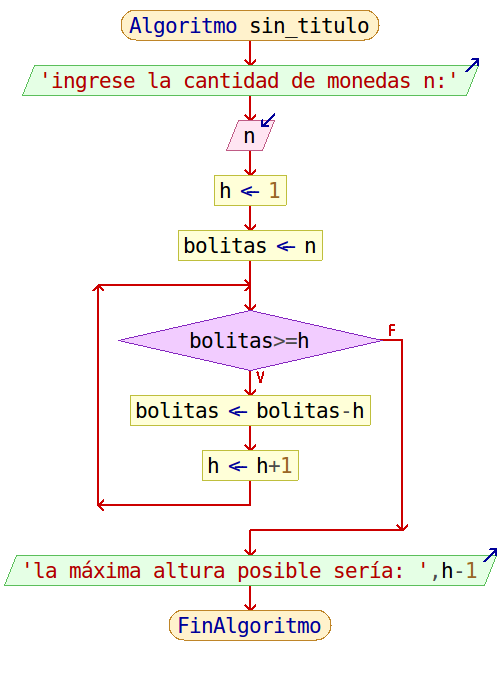 Algoritmo sin_titulo
'ingrese la cantidad de monedas n:'
n
h ← 1
bolitas ← n
bolitas>=h
F
V
bolitas ← bolitas-h
h ← h+1
'la máxima altura posible sería: ',h-1
FinAlgoritmo